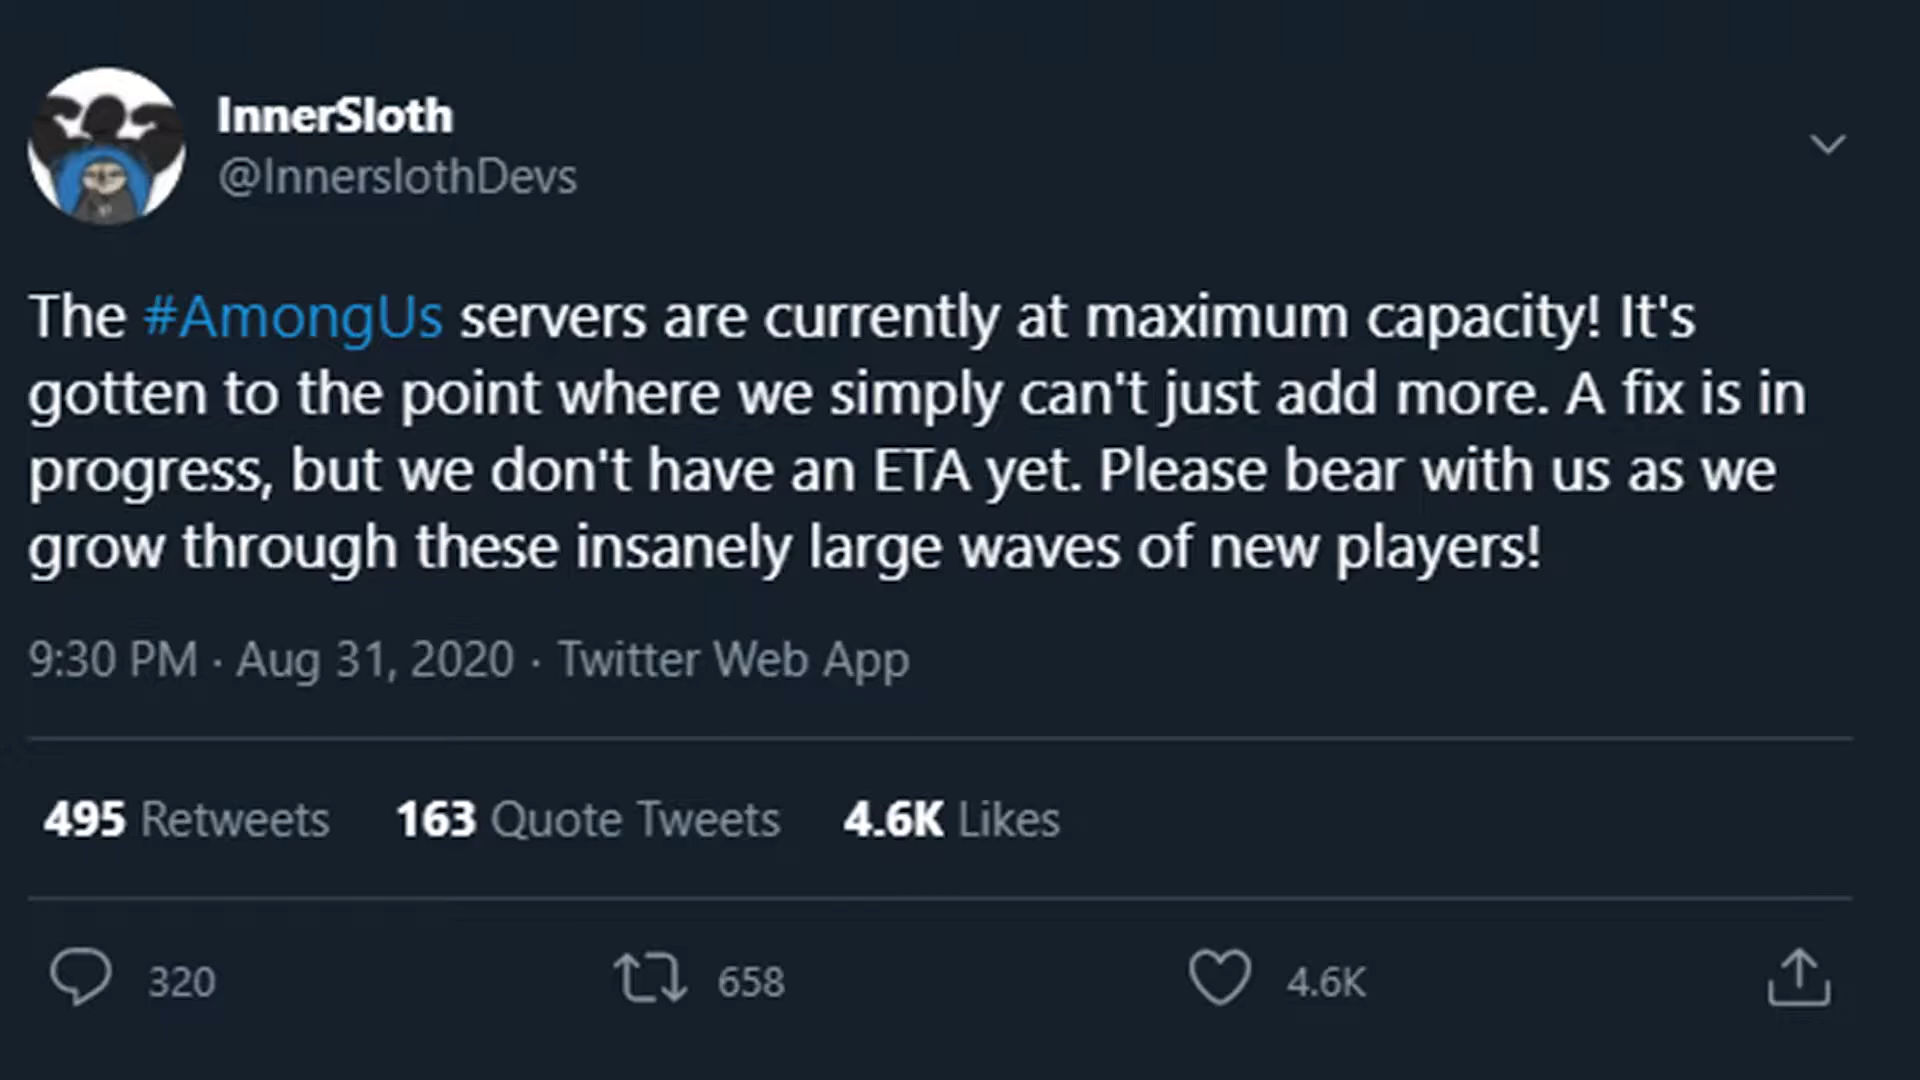 InnerSloth
@InnerslothDevs
The #AmongUs servers are currently at maximum capacity! It's
gotten to the point where we simply can't just add more. A fix is in
progress, but we don't have an ETA yet. Please bear with us as we
grow through these insanely large waves of new players!
9:30 PM · Aug 31, 2020 · Twitter Web App
495 Retweets 163 Quote Tweets 4.6K Likes
320 658 4.6K